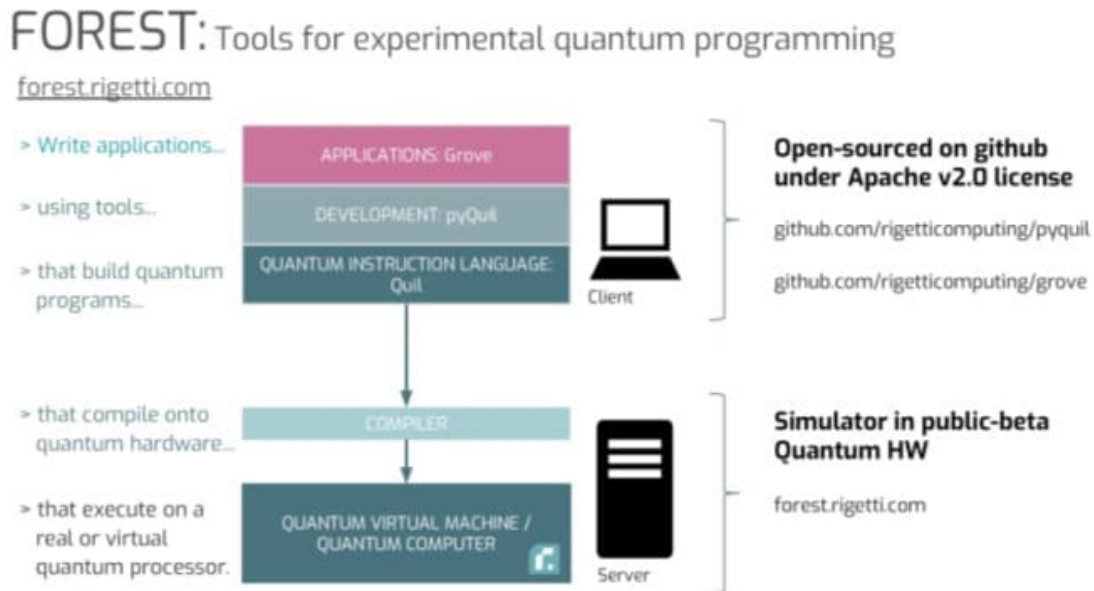 FOREST: Tools for experimental quantum programming
forest.rigetti.com
> Write applications...
APPLICATIONS: Grove
> using tools...
DEVELOPMENT: pyQuil
> that build quantum
programs...
QUANTUM INSTRUCTION LANGUAGE:
Quil
Client
Open-sourced on github
under Apache v2.0 license
github.com/rigetticomputing/pyquil
github.com/rigetticomputing/grove
> that compile onto
quantum hardware...
COMPILER
> that execute on a
real or virtual
quantum processor.
QUANTUM VIRTUAL MACHINE /
QUANTUM COMPUTER
r.
Server
Simulator in public-beta
Quantum HW
forest.rigetti.com